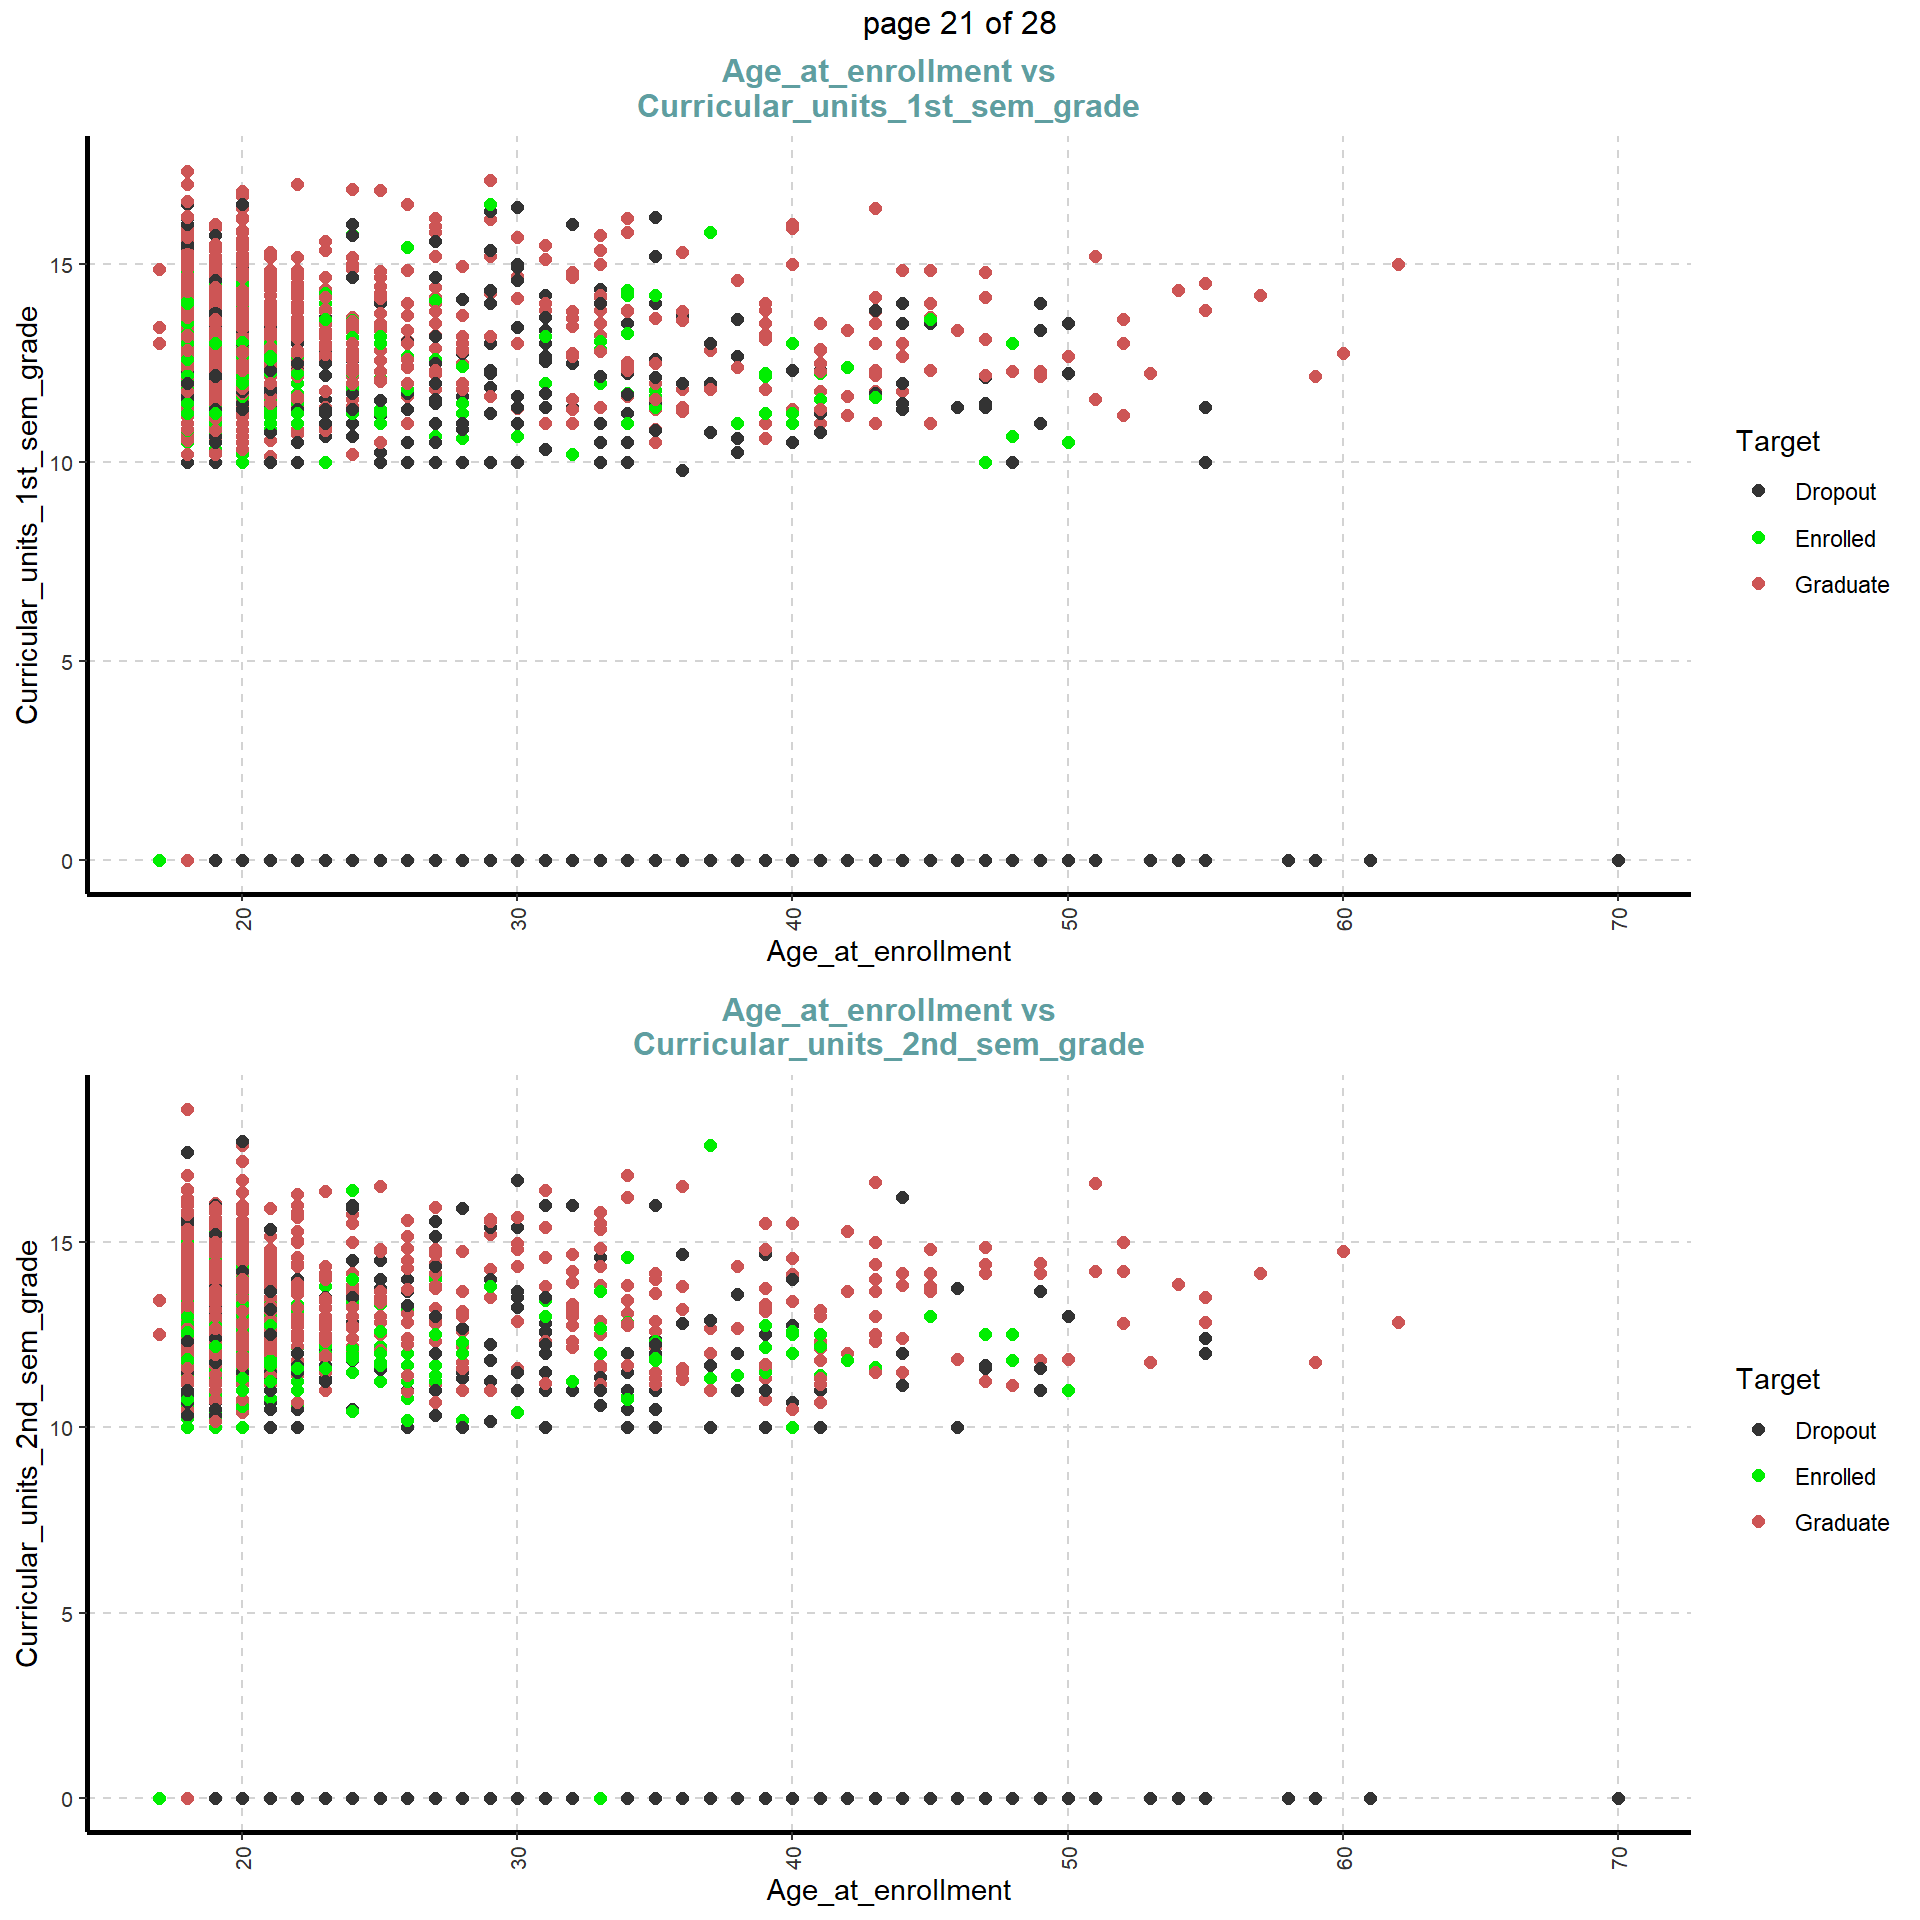 page 21 of 28
Age_at_enrollment vs
Curricular_units_1st_sem_grade
Curricular_units_1st_sem_grade
15
10
5
0
20
30
40
50
60
70
Age_at_enrollment
Target
Dropout
Enrolled
Graduate
Age_at_enrollment vs
Curricular_units_2nd_sem_grade
Curricular_units_2nd_sem_grade
15
10
5
0
20
30
40
50
60
70
Age_at_enrollment
Target
Dropout
Enrolled
Graduate